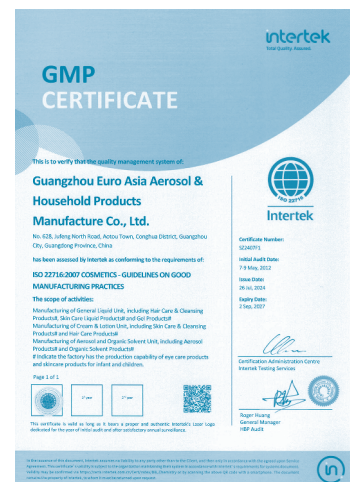 intertek
Total Quality. Assured.
GMP
CERTIFICATE
This is to verify that the quality management system of:
Guangzhou Euro Asia Aerosol &
Household Products
Manufacture Co., Ltd.
No. 628, Jufeng North Road, Aotou Town, Conghua District, Guangzhou
City, Guangdong Province, China
has been assessed by Intertek as conforming to the requirements of:
ISO 22716:2007 COSMETICS - GUIDELINES ON GOOD
MANUFACTURING PRACTICES
The scope of activities:
Manufacturing of General Liquid Unit, including Hair Care & Cleansing
Products#, Skin Care Liquid Products# and Gel Products#
Manufacturing of Cream & Lotion Unit, including Skin Care & Cleansing
Products# and Hair Care Products#
Manufacturing of Aerosol and Organic Solvent Unit, including Aerosol
Products# and Organic Solvent Products#
# Indicate the factory has the production capability of eye care products
and skincare products for infant and children.
Page 1 of 1
This certificate is valid as long as it bears a proper and authentic Intertek's Laser Logo
dedicated for the year of initial audit and after satisfactory annual surveillance.
ISO 22716
Intertek
Certificate Number:
Initial Audit Date:
7-9 May, 2012
Issue Date:
26 Jul, 2024
Expiry Date:
2 Sep, 2027
Certification Administration Centre
Intertek Testing Services
Roger Huang
General Manager
HBP Audit